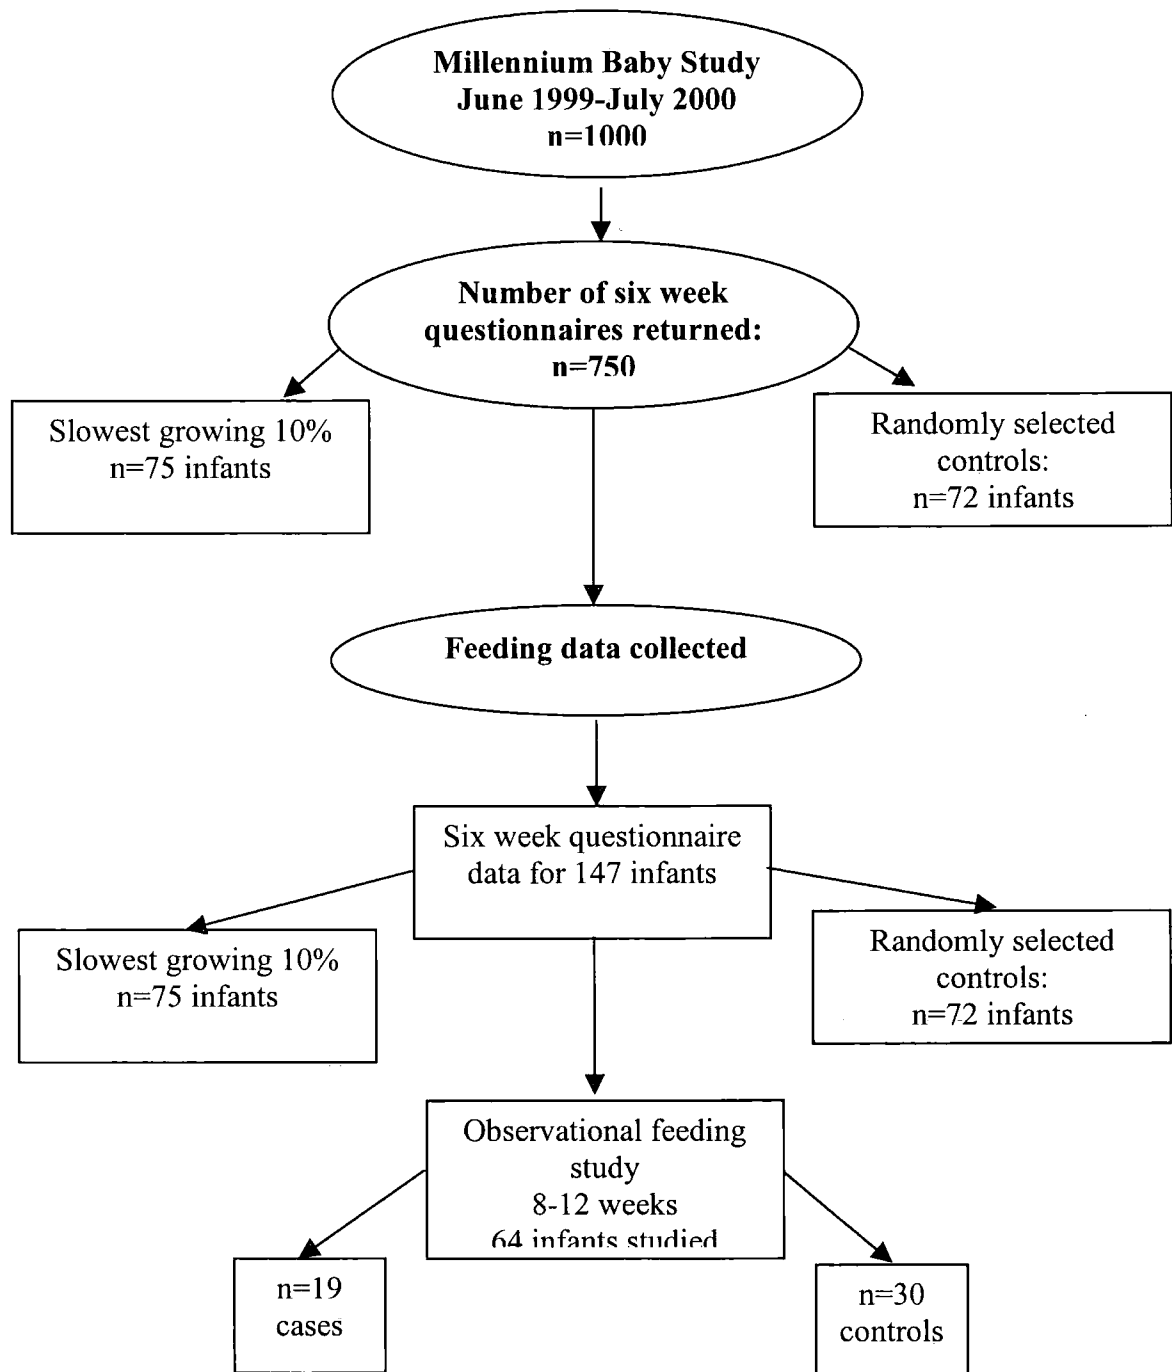 Millennium Baby Study
June 1999-July 2000
n=1000
Number of six week
questionnaires returned:
n=750
Slowest growing 10%
n=75 infants
Randomly selected
controls:
n=72 infants
Feeding data collected
Six week questionnaire
data for 147 infants
Slowest growing 10%
n=75 infants
Randomly selected
controls:
n=72 infants
Observational feeding
study
8-12 weeks
64 infants studied
n=19
cases
n=30
controls